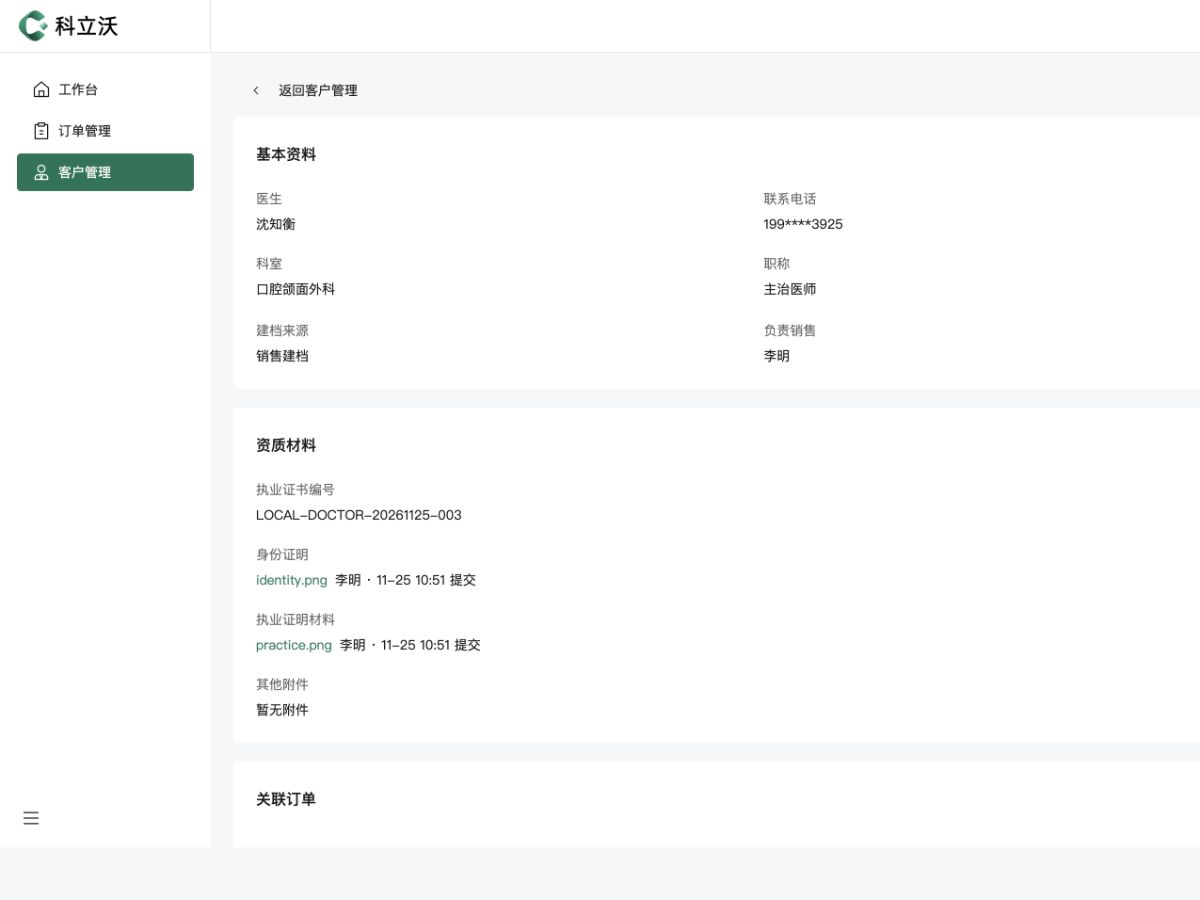 科立沃
工作台
订单管理
客户管理
返回客户管理
基本资料
医生
联系电话
沈知衡
199****3925
科室
职称
口腔颌面外科
主治医师
建档来源
负责销售
销售建档
李明
资质材料
执业证书编号
LOCAL-DOCTOR-20261125-003
身份证明
identity.png 李明 · 11-25 10:51 提交
执业证明材料
practice.png 李明 · 11-25 10:51 提交
其他附件
暂无附件
关联订单